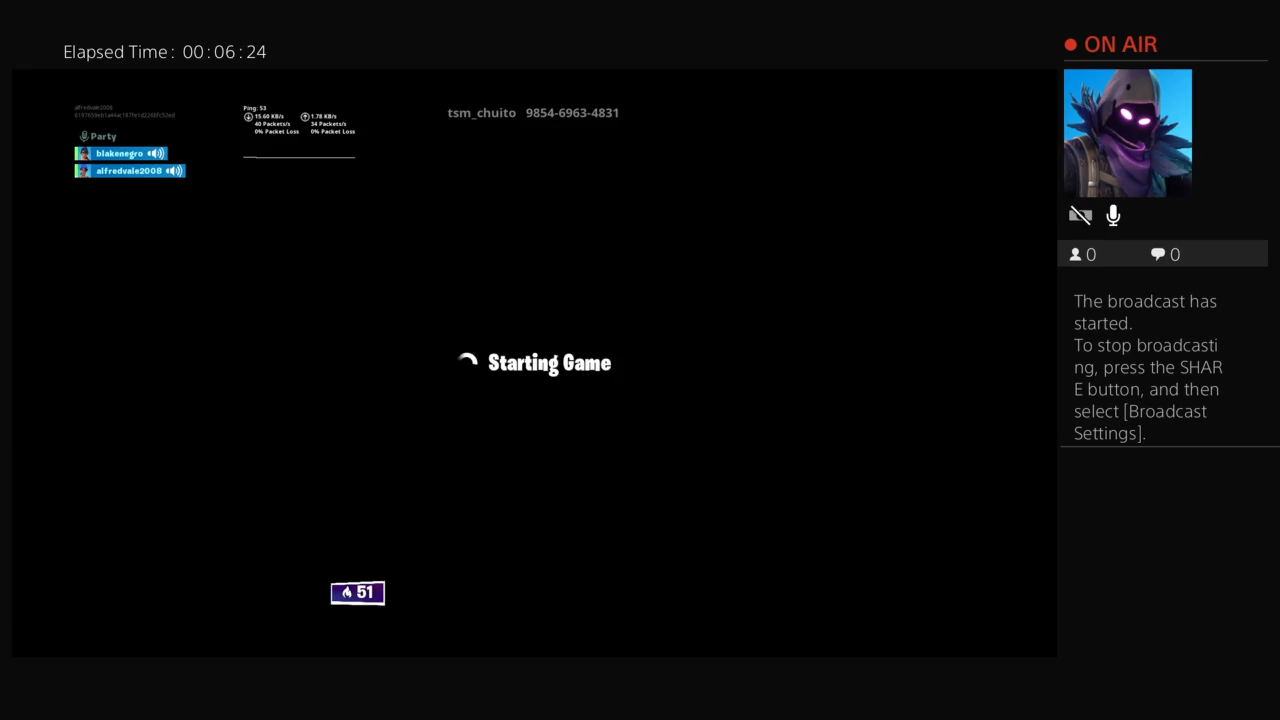 Elapsed Time: 00:06:24
ON AIR
alfredvale2008
Party
blakenegro
alfredvale2008
Ping: 53
15.60 KB/s 1.78 KB/s
40 Packets/s 34 Packets/s
0% Packet Loss 0% Packet Loss
tsm_chuito 9854-6963-4831
0 0
The broadcast has
started.
To stop broadcasti
ng, press the SHAR
E button, and then
select [Broadcast
Settings].
Starting Game
51